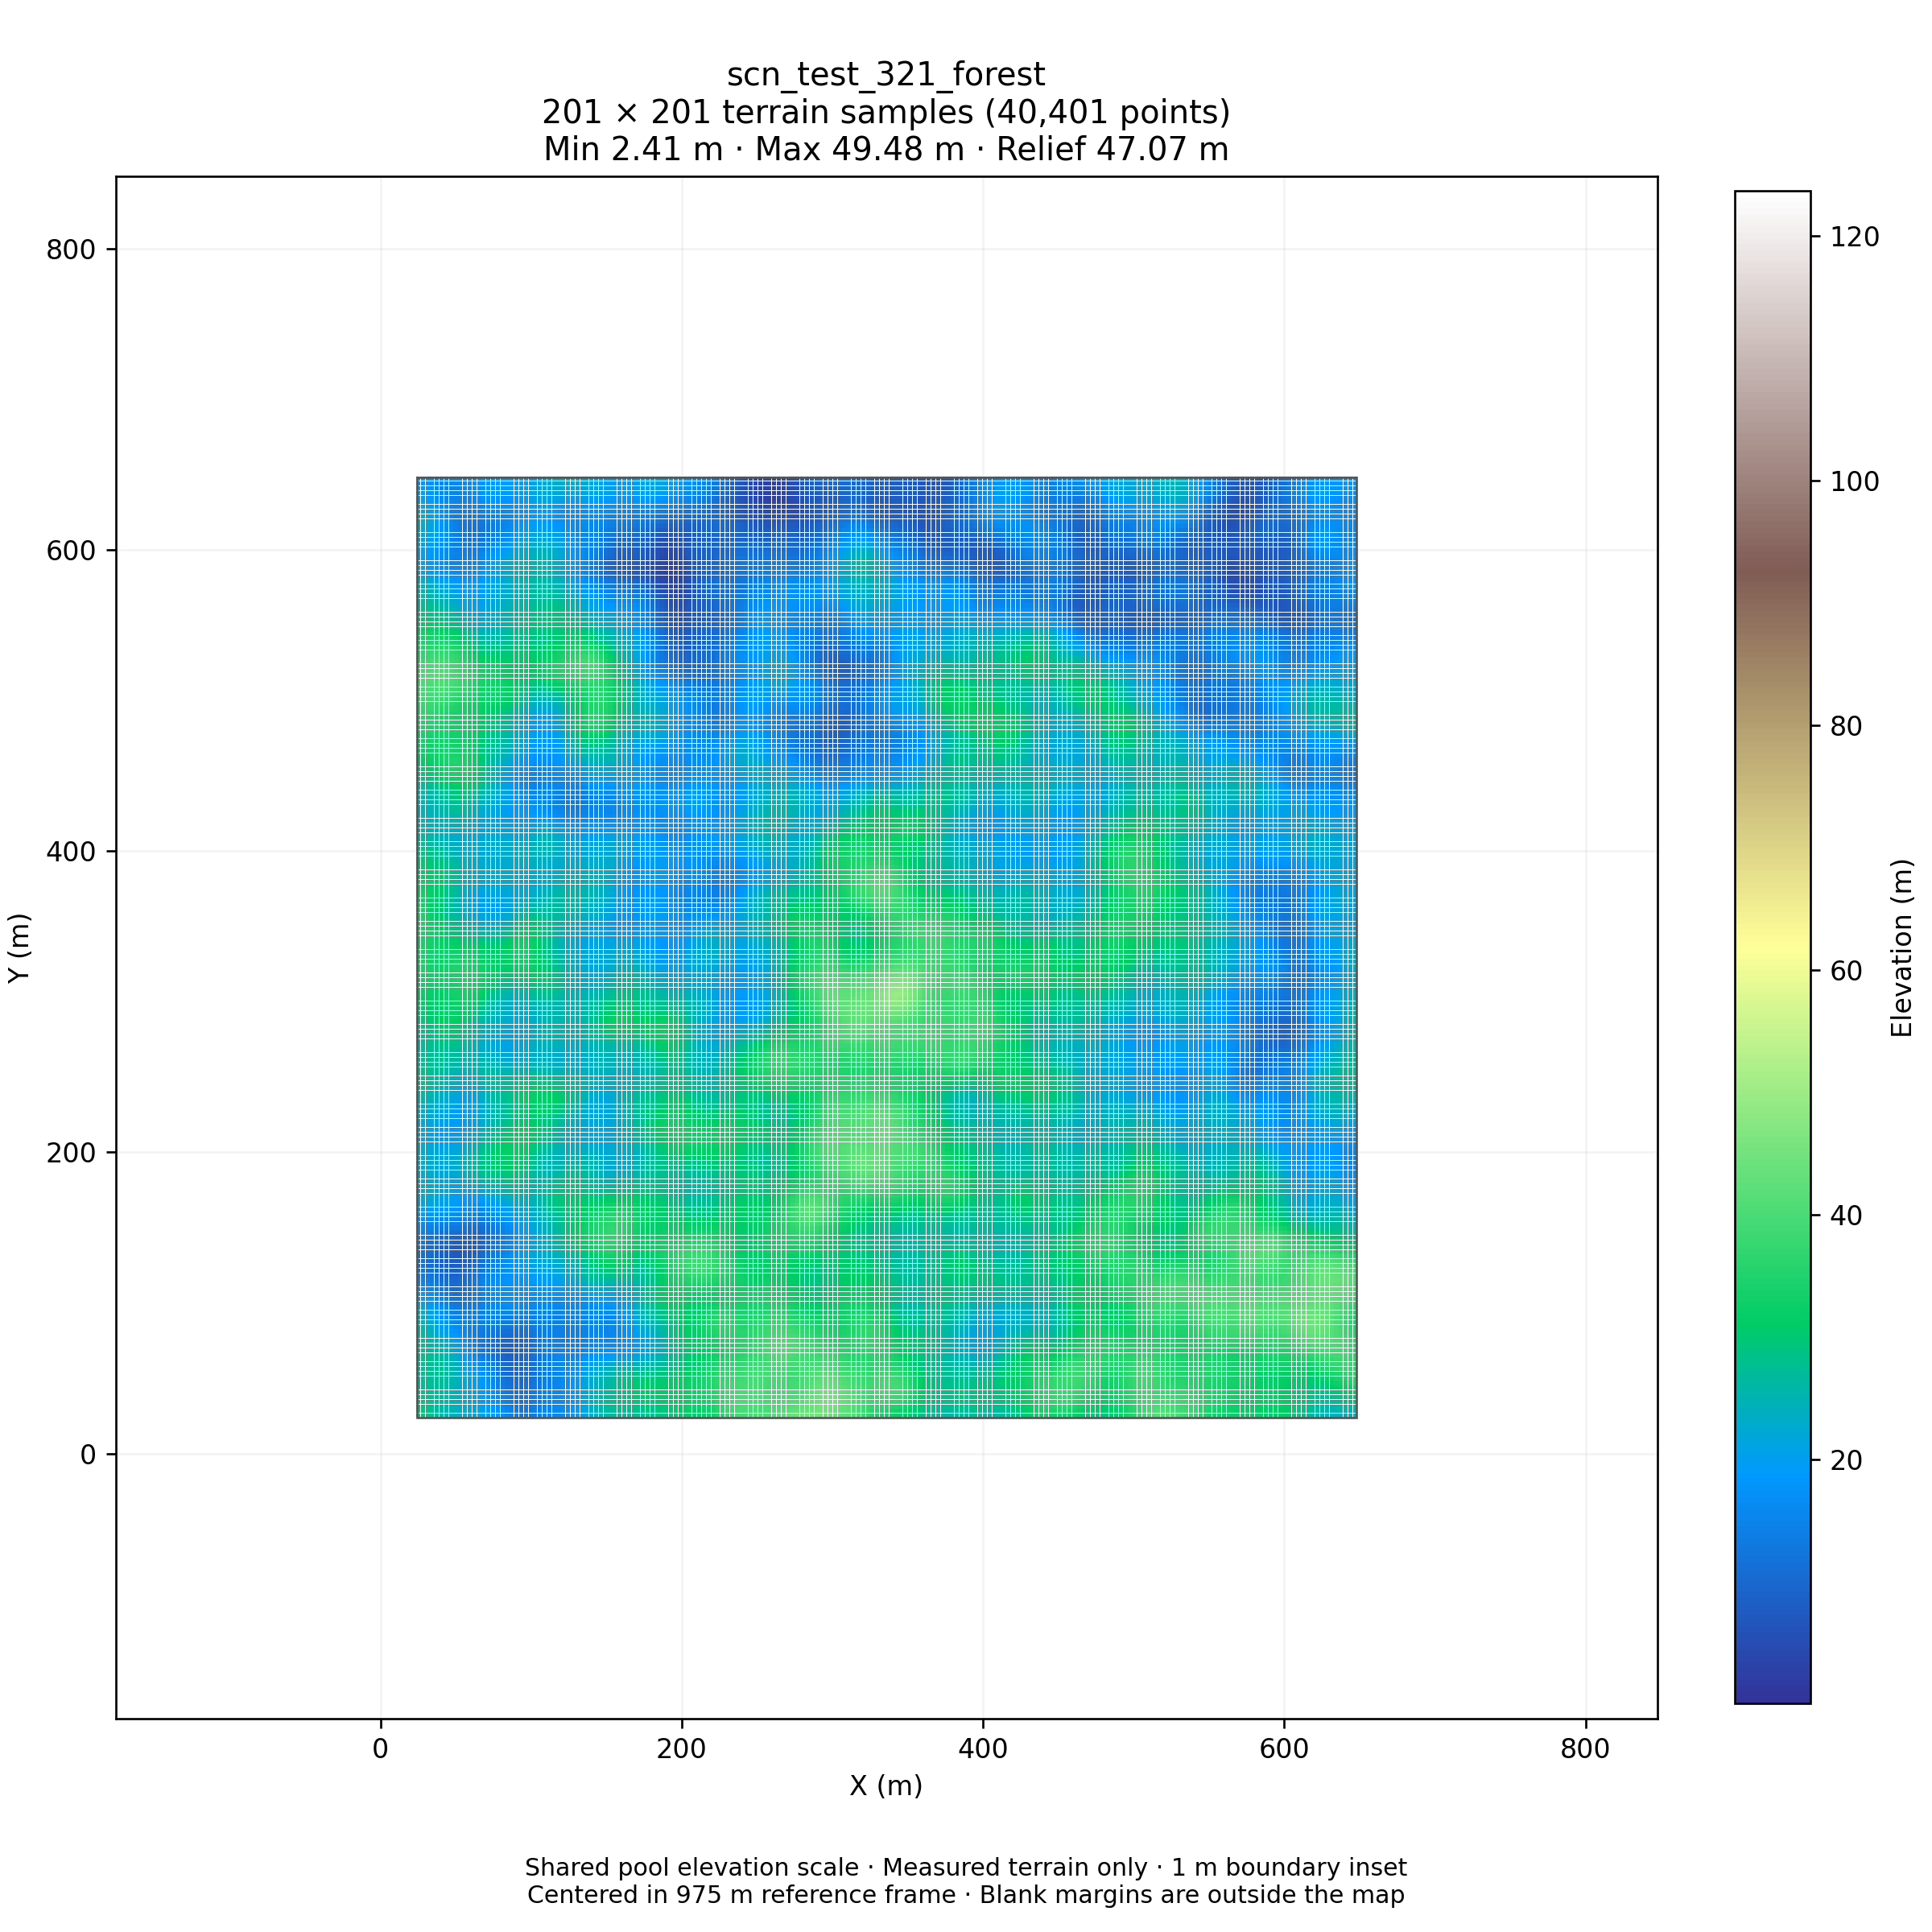 scn_test_321_forest
201 × 201 terrain samples (40,401 points)
Min 2.41 m · Max 49.48 m · Relief 47.07 m
800
600
400
200
0
Y (m)
0
200
400
600
800
X (m)
120
100
80
60
40
20
Elevation (m)
Shared pool elevation scale · Measured terrain only · 1 m boundary inset
Centered in 975 m reference frame · Blank margins are outside the map